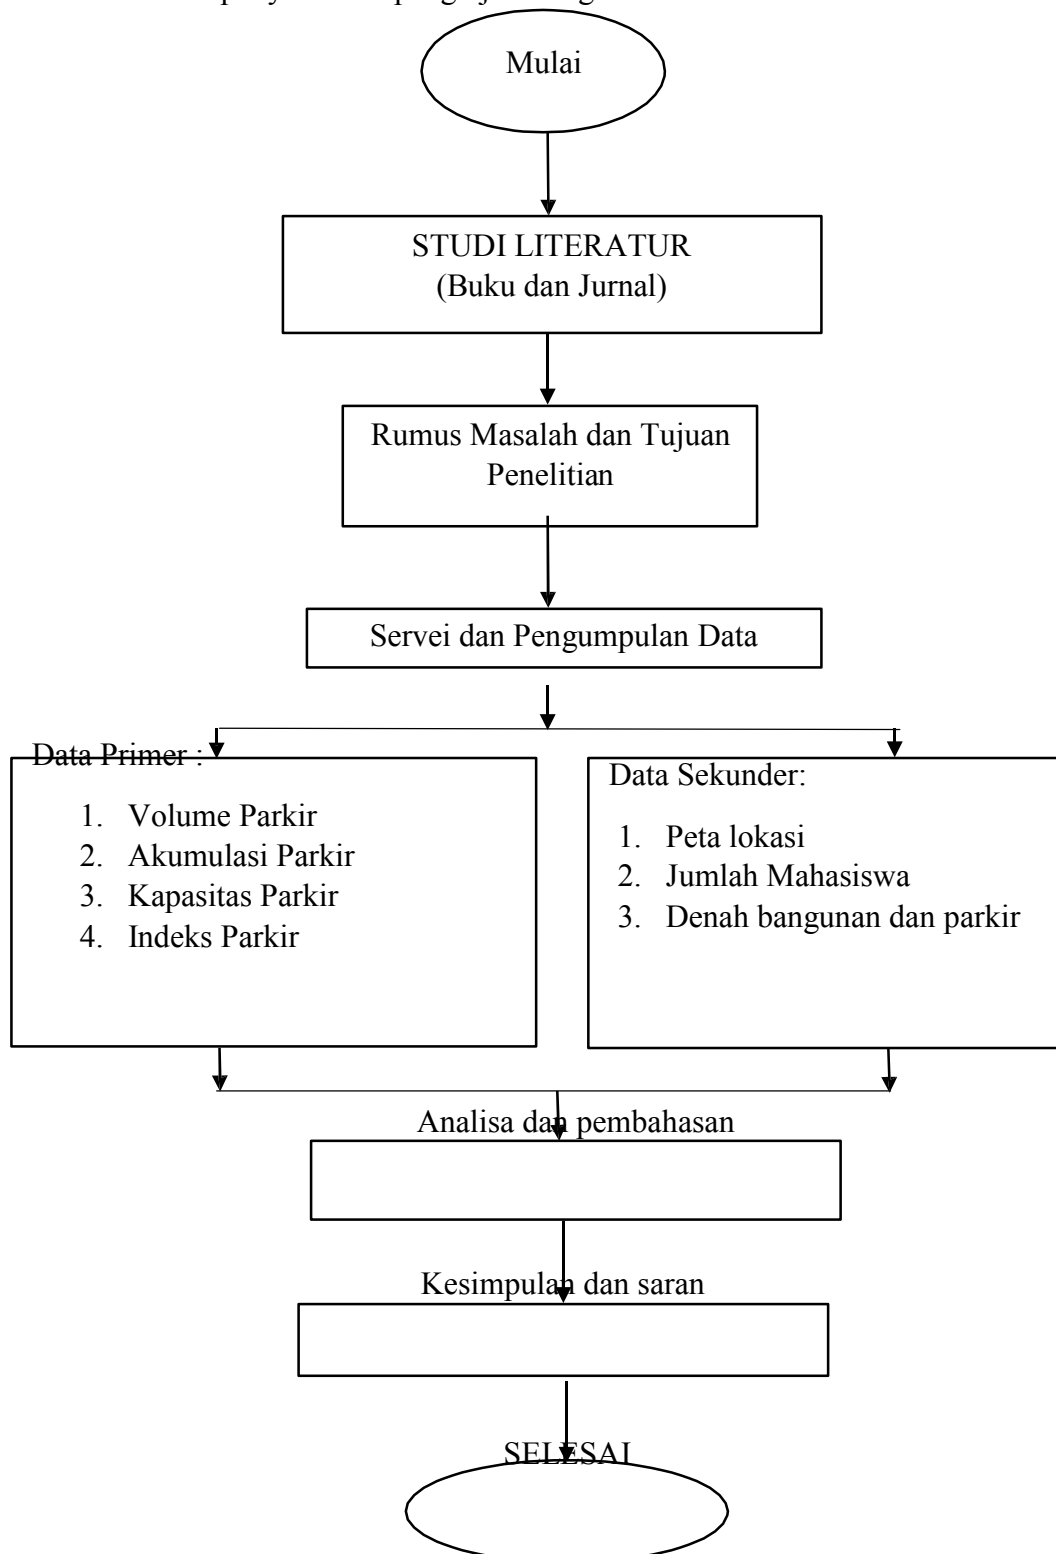 Mulai
STUDI LITERATUR
(Buku dan Jurnal)
Rumus Masalah dan Tujuan
Penelitian
Servei dan Pengumpulan Data
Data Primer :
1. Volume Parkir
2. Akumulasi Parkir
3. Kapasitas Parkir
4. Indeks Parkir
Data Sekunder:
1. Peta lokasi
2. Jumlah Mahasiswa
3. Denah bangunan dan parkir
Analisa dan pembahasan
Kesimpulan dan saran
SELESAI